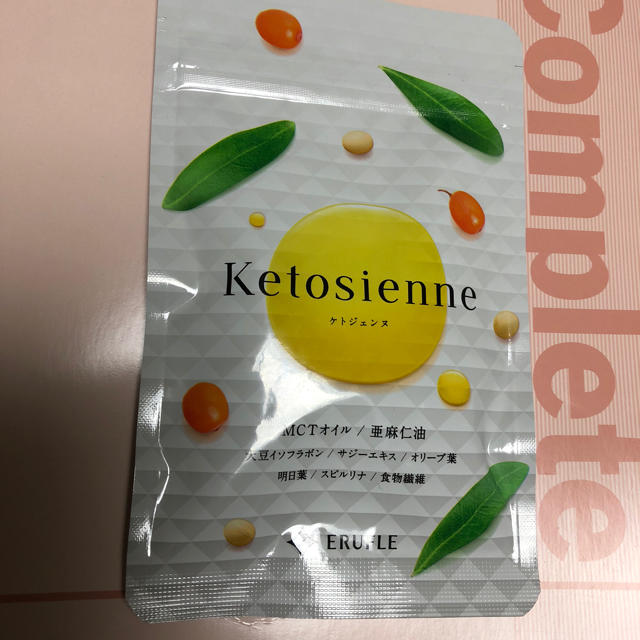 Complete
Ketosienne
ケトジェンヌ
MCTオイル / 亜麻仁油
大豆イソフラボン / サジーエキス / オリーブ葉
明日葉 / スピルリナ / 食物繊維
ERUFLE